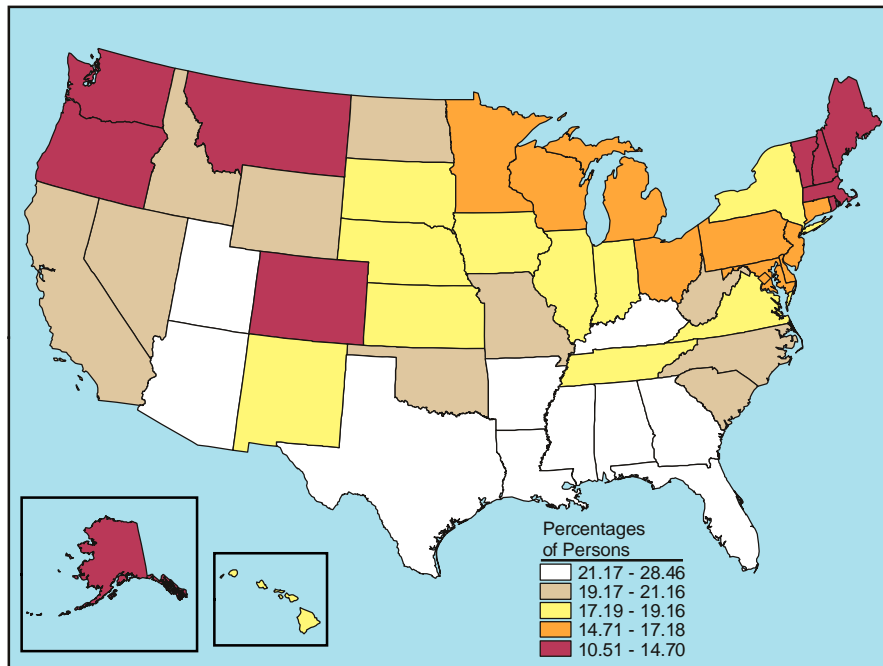 Percentages
of Persons
21.17 - 28.46
19.17 - 21.16
17.19 - 19.16
14.71 - 17.18
10.51 - 14.70